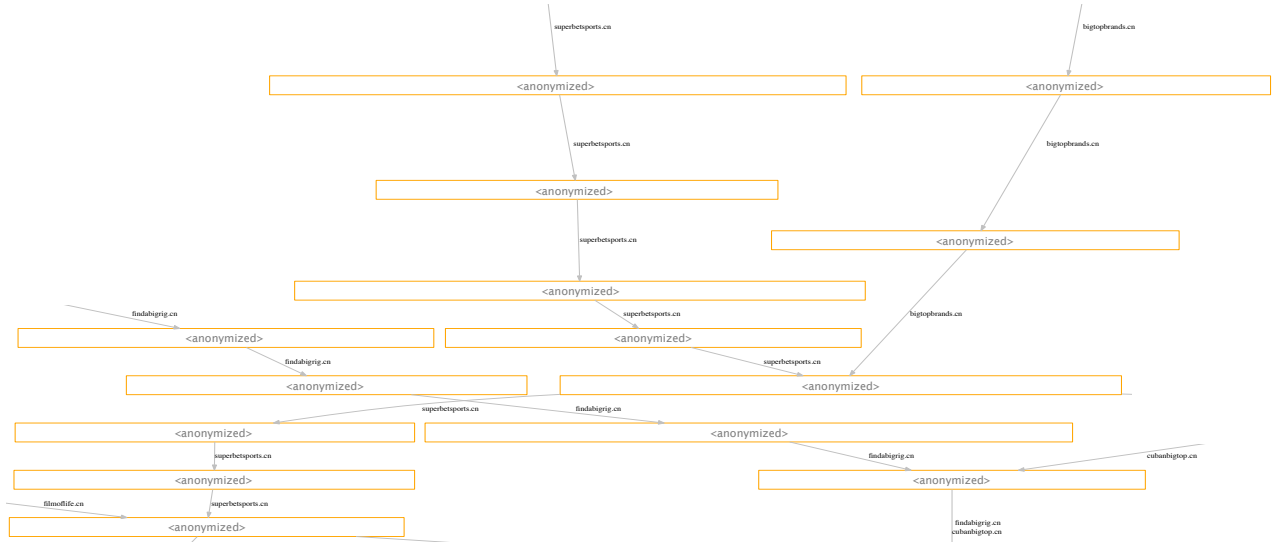 superbetsports.cn
bigtopbrands.cn
<anonymized>
<anonymized>
superbetsports.cn
bigtopbrands.cn
<anonymized>
superbetsports.cn
<anonymized>
<anonymized>
findabigrig.cn
superbetsports.cn
bigtopbrands.cn
<anonymized>
<anonymized>
findabigrig.cn
superbetsports.cn
<anonymized>
<anonymized>
superbetsports.cn
findabigrig.cn
<anonymized>
<anonymized>
superbetsports.cn
findabigrig.cn
cubanbigtop.cn
<anonymized>
<anonymized>
filmoflife.cn
superbetsports.cn
<anonymized>
findabigrig.cn
cubanbigtop.cn